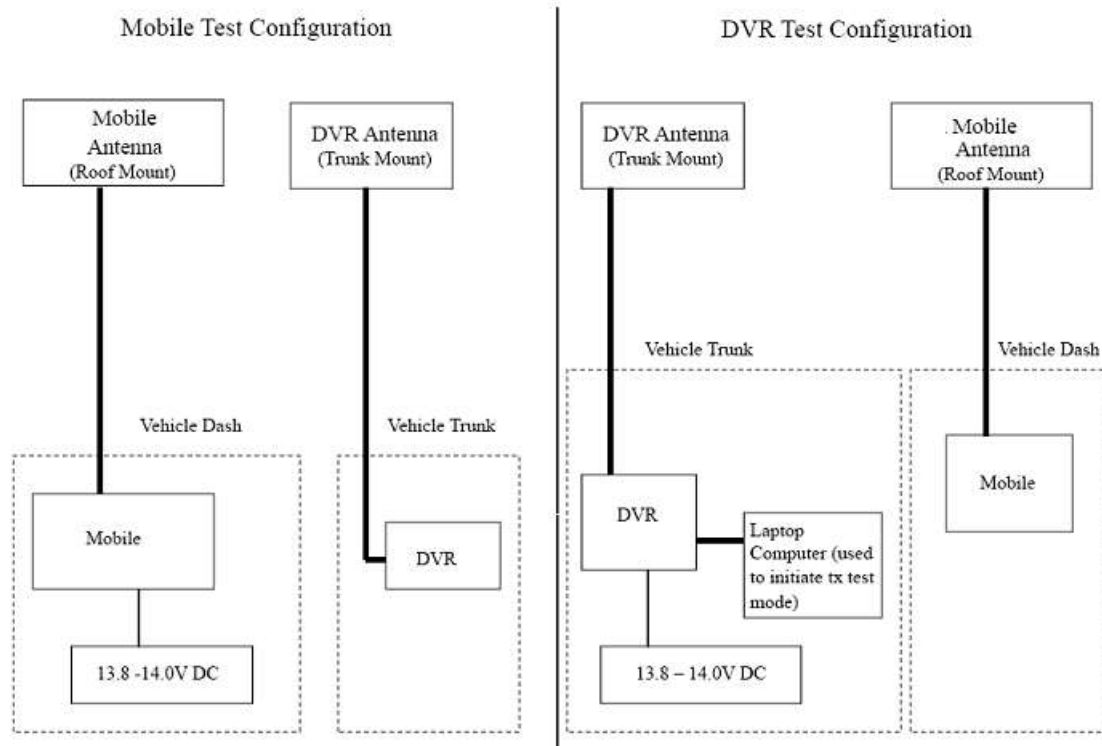 Mobile Test Configuration
Mobile
Antenna
(Roof Mount)
DVR Antenna
(Trunk Mount)
Vehicle Dash
Vehicle Trunk
Mobile
DVR
13.8 -14.0V DC
DVR Test Configuration
DVR Antenna
(Trunk Mount)
. Mobile
Antenna
(Roof Mount)
Vehicle Trunk
Vehicle Dash
DVR
Laptop
Computer (used
to initiate tx test
mode)
Mobile
13.8 – 14.0V DC